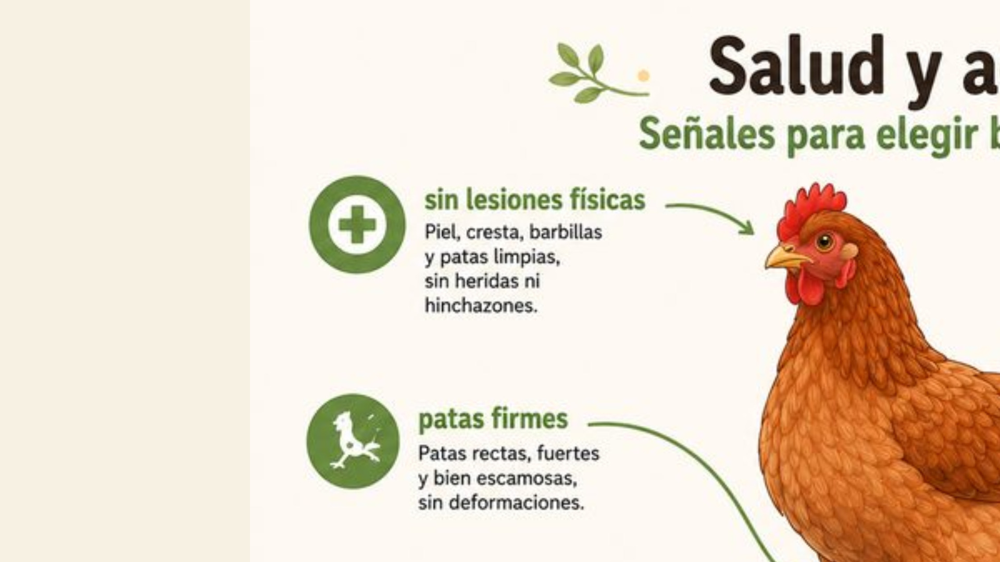 Salud y a
Señales para elegir b
sin lesiones físicas
Piel, cresta, barbillas
y patas limpias,
sin heridas ni
hinchazones.
patas firmes
Patas rectas, fuertes
y bien escamosas,
sin deformaciones.